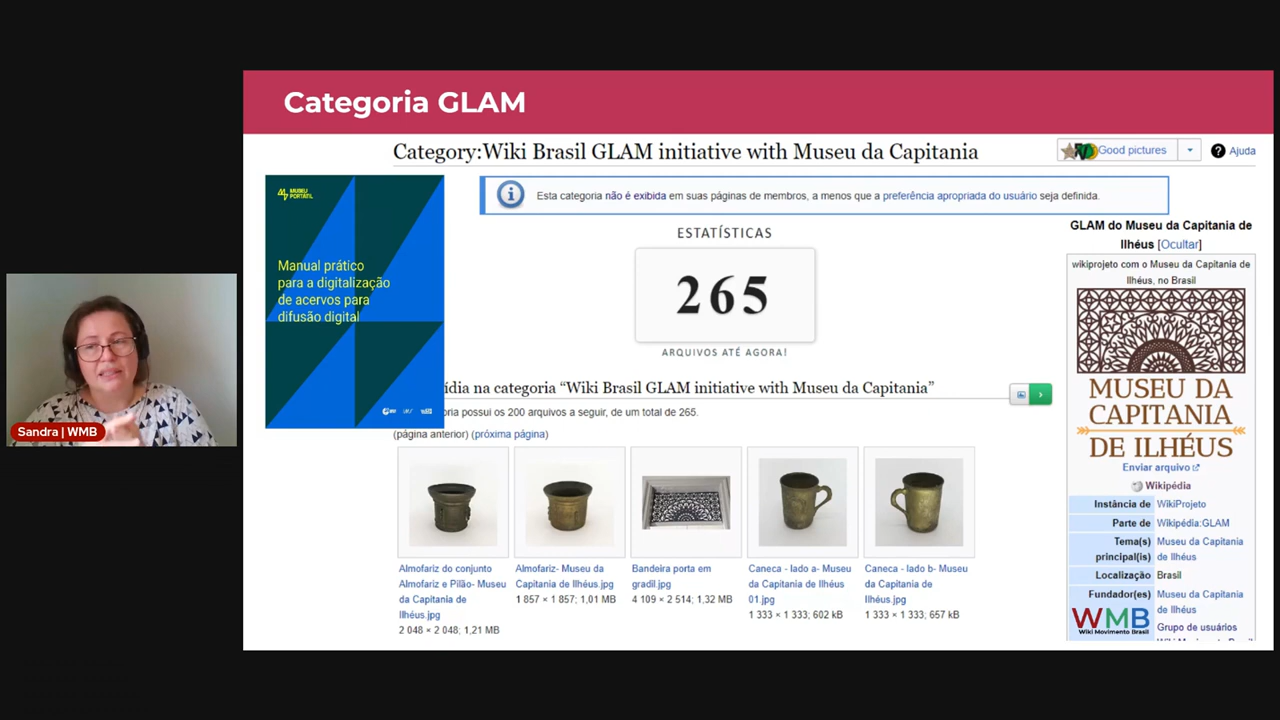 Categoria GLAM
Category:Wiki Brasil GLAM initiative with Museu da Capitania
Good pictures
Ajuda
Esta categoria não é exibida em suas páginas de membros, a menos que a preferência apropriada do usuário seja definida.
MUSEU
PORTÁTIL
Manual prático
para a digitalização
de acervos para
difusão digital
ESTATÍSTICAS
265
ARQUIVOS ATÉ AGORA!
ídia na categoria “Wiki Brasil GLAM initiative with Museu da Capitania”
oria possui os 200 arquivos a seguir, de um total de 265.
(página anterior) (próxima página)
Almofariz do conjunto
Almofariz e Pilão- Museu
da Capitania de
Ilhéus.jpg
2 048 × 2 048; 1,21 MB
Almofariz- Museu da
Capitania de Ilhéus.jpg
1 857 × 1 857; 1,01 MB
Bandeira porta em
gradil.jpg
4 109 × 2 514; 1,32 MB
Caneca - lado a- Museu
da Capitania de Ilhéus
01.jpg
1 333 × 1 333; 602 kB
Caneca - lado b- Museu
da Capitania de
Ilhéus.jpg
1 333 × 1 333; 657 kB
GLAM do Museu da Capitania de
Ilhéus [Ocultar]
wikiprojeto com o Museu da Capitania de
Ilhéus, no Brasil
MUSEU DA
CAPITANIA
DE ILHÉUS
Enviar arquivo
Wikipédia
Instância de WikiProjeto
Parte de Wikipédia:GLAM
Tema(s) Museu da Capitania
principal(is) de Ilhéus
Localização Brasil
Fundador(es) Museu da Capitania
de Ilhéus
Grupo de usuários
WMB
Wiki Movimento Brasil
Sandra | WMB